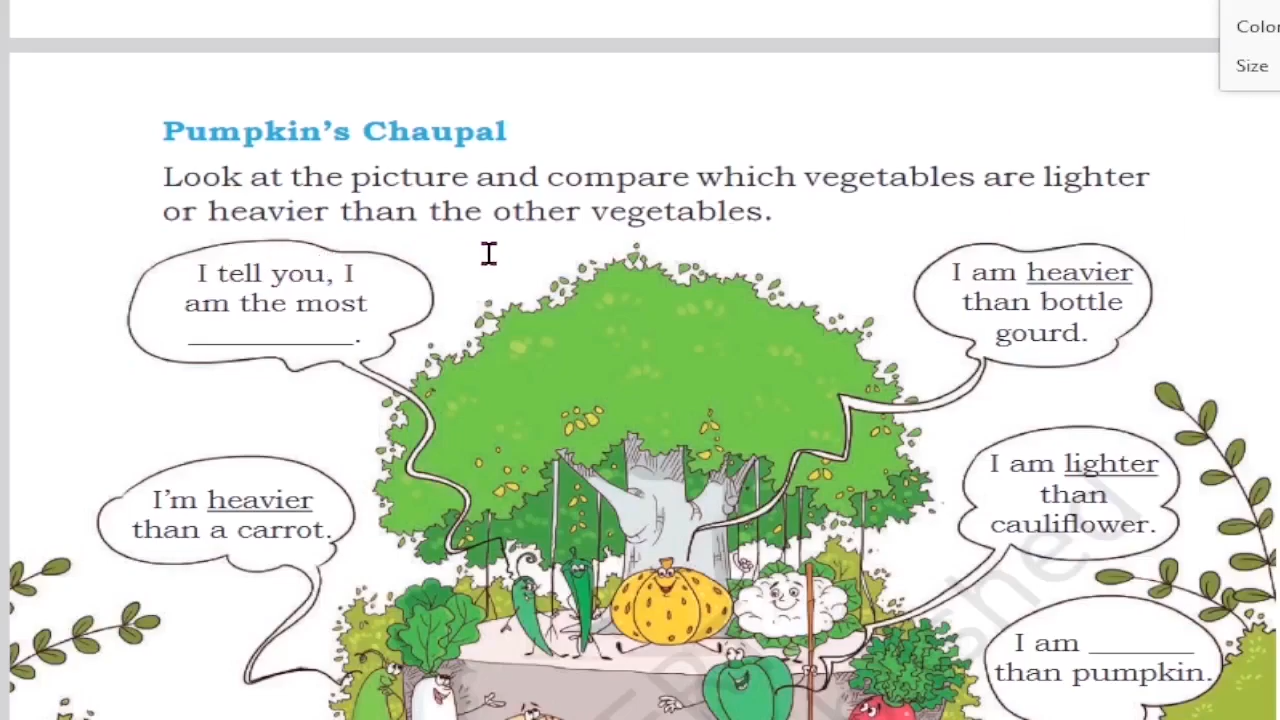 Color
Size
Pumpkin's Chaupal
Look at the picture and compare which vegetables are lighter
or heavier than the other vegetables.
I tell you, I
am the most
___________.
I am heavier
than bottle
gourd.
I'm heavier
than a carrot.
I am lighter
than
cauliflower.
I am _______
than pumpkin.